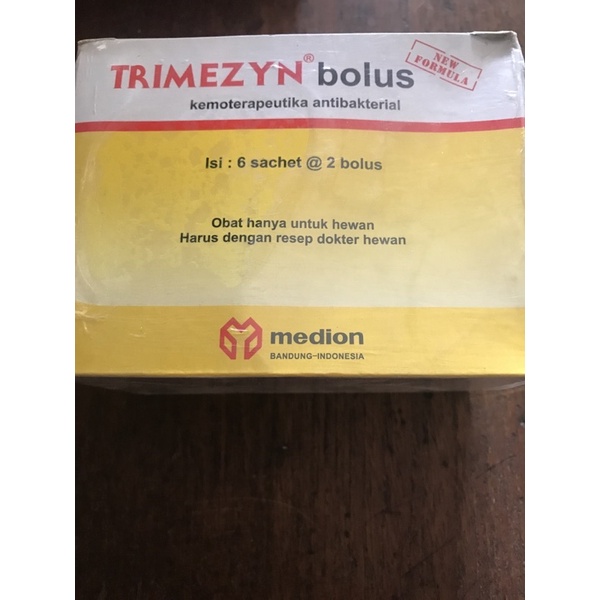 TRIMEZYN® bolus
NEW
FORMULA
kemoterapeutika antibakterial
Isi : 6 sachet @ 2 bolus
Obat hanya untuk hewan
Harus dengan resep dokter hewan
medion
BANDUNG-INDONESIA